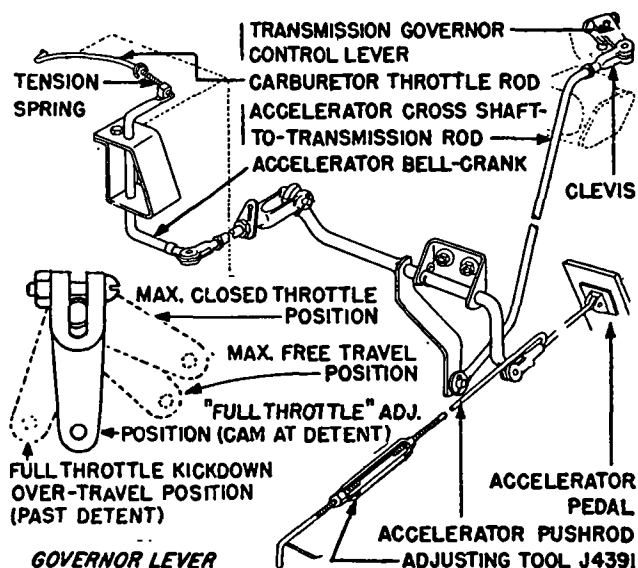 TRANSMISSION GOVERNOR
CONTROL LEVER
CARBURETOR THROTTLE ROD
TENSION
SPRING
ACCELERATOR CROSS SHAFT-
TO-TRANSMISSION ROD
ACCELERATOR BELL-CRANK
CLEVIS
MAX. CLOSED THROTTLE
POSITION
MAX. FREE TRAVEL
POSITION
"FULL THROTTLE" ADJ.
POSITION (CAM AT DETENT)
FULL THROTTLE KICKDOWN
OVER-TRAVEL POSITION
(PAST DETENT)
GOVERNOR LEVER
ACCELERATOR
PEDAL
ACCELERATOR PUSHROD
ADJUSTING TOOL J4391